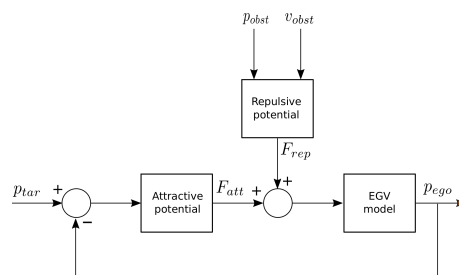 p_obst v_obst
Repulsive
potential
F_rep
p_tar + − Attractive
potential F_att + + EGV
model p_ego